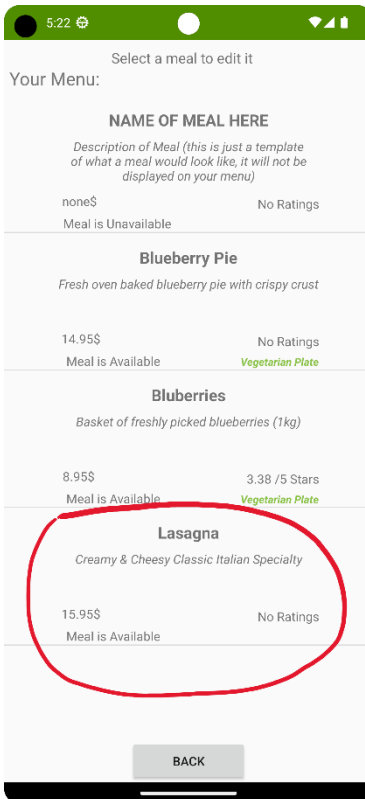 5:22
Select a meal to edit it
Your Menu:
NAME OF MEAL HERE
Description of Meal (this is just a template
of what a meal would look like, it will not be
displayed on your menu)
none$ No Ratings
Meal is Unavailable
Blueberry Pie
Fresh oven baked blueberry pie with crispy crust
14.95$ No Ratings
Meal is Available Vegetarian Plate
Bluberries
Basket of freshly picked blueberries (1kg)
8.95$ 3.38 /5 Stars
Meal is Available Vegetarian Plate
Lasagna
Creamy & Cheesy Classic Italian Specialty
15.95$ No Ratings
Meal is Available
BACK